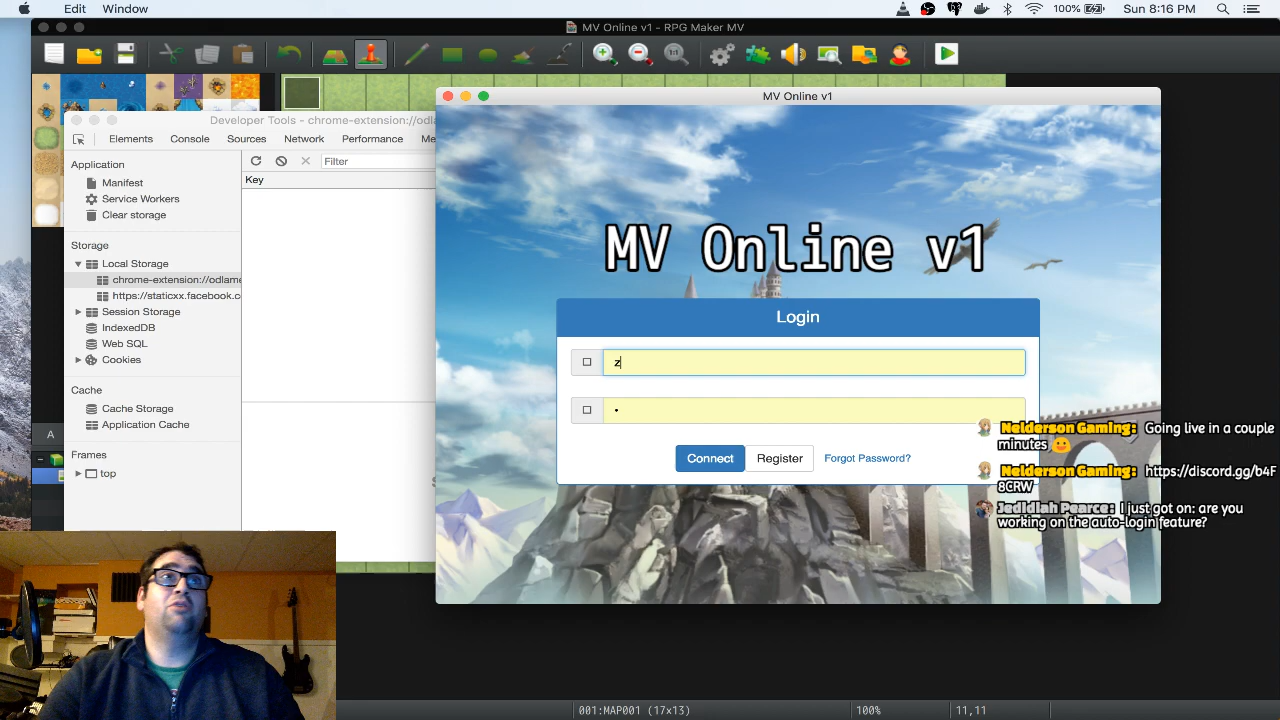 Edit Window
100%
Sun 8:16 PM
MV Online v1 - RPG Maker MV
MV Online v1
Developer Tools - chrome-extension://odla
Elements Console Sources Network Performance Me
Application
Filter
Key
Manifest
Service Workers
Clear storage
Storage
Local Storage
chrome-extension://odlame
https://staticxx.facebook.c
Session Storage
IndexedDB
Web SQL
Cookies
Cache
Cache Storage
Application Cache
Frames
top
A
MV Online v1
Login
z
•
Connect Register Forgot Password?
Nelderson Gaming: Going live in a couple
minutes
Nelderson Gaming: https://discord.gg/b4F
8CRW
Jedidiah Pearce: I just got on: are you
working on the auto-login feature?
001:MAP001 (17x13) 100% 11,11